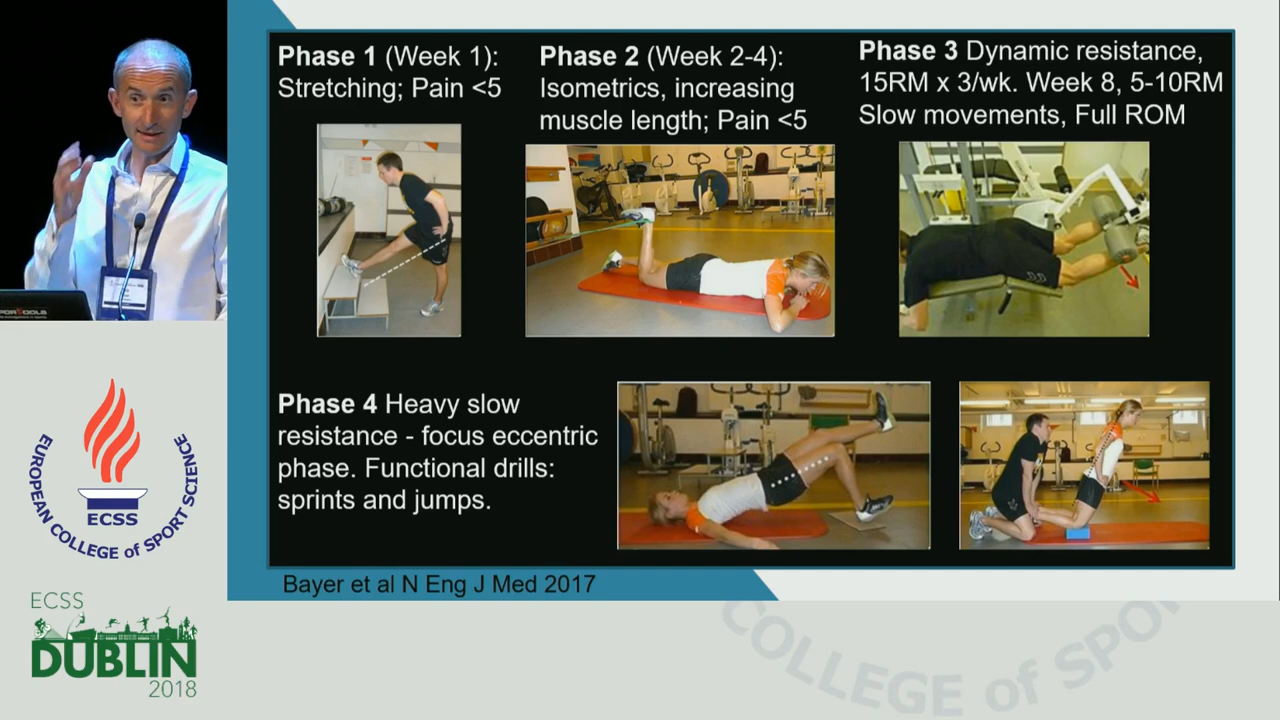 Phase 1 (Week 1):
Stretching; Pain <5
Phase 2 (Week 2-4):
Isometrics, increasing
muscle length; Pain <5
Phase 3 Dynamic resistance,
15RM x 3/wk. Week 8, 5-10RM
Slow movements, Full ROM
Phase 4 Heavy slow
resistance - focus eccentric
phase. Functional drills:
sprints and jumps.
Bayer et al N Eng J Med 2017
EUROPEAN COLLEGE of SPORT SCIENCE
ECSS
ECSS
DUBLIN
2018
COLLEGE of SPOR